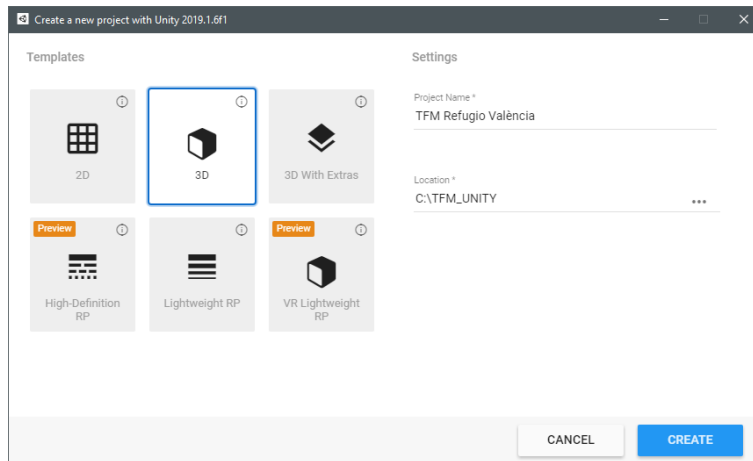 Create a new project with Unity 2019.1.6f1
Templates
Settings
2D
3D
3D With Extras
Preview
High-Definition
RP
Lightweight RP
Preview
VR Lightweight
RP
Project Name *
TFM Refugio València
Location *
C:\TFM_UNITY
CANCEL
CREATE